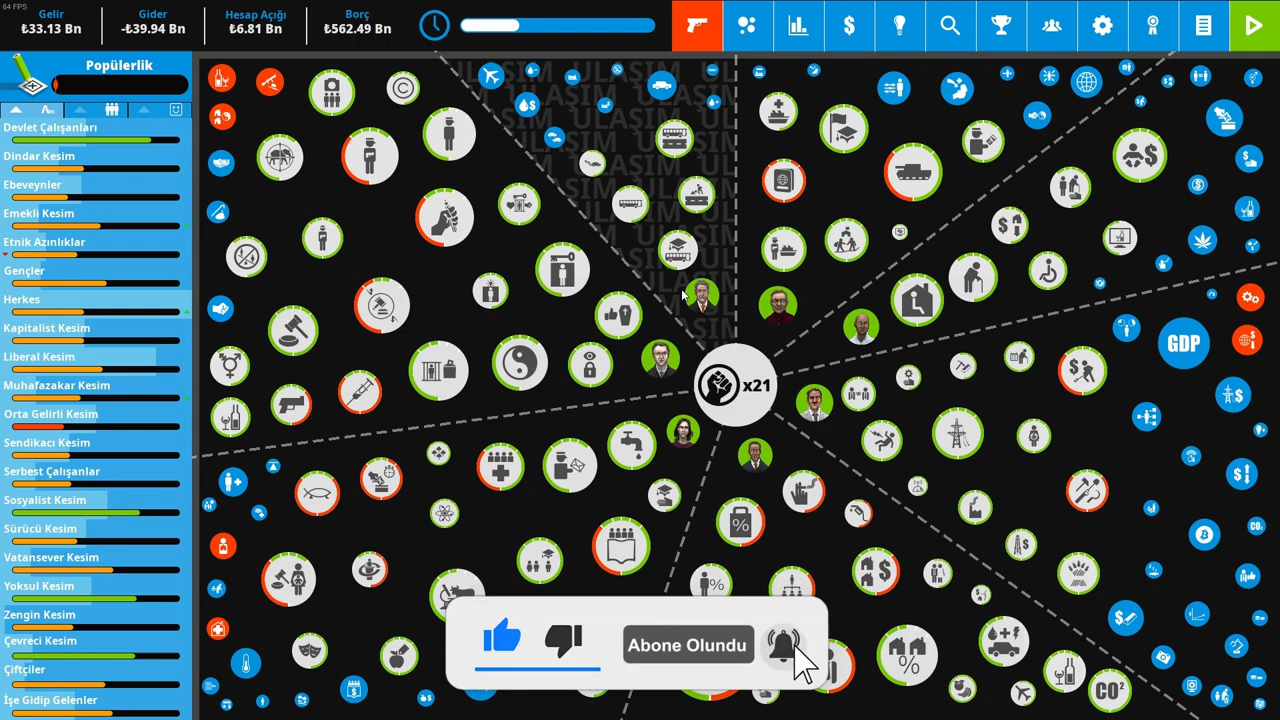 64 FPS
Gelir
₺33.13 Bn
Gider
-₺39.94 Bn
Hesap Açığı
₺6.81 Bn
Borç
₺562.49 Bn
Popülerlik
Devlet Çalışanları
Dindar Kesim
Ebeveynler
Emekli Kesim
Etnik Azınlıklar
Gençler
Herkes
Kapitalist Kesim
Liberal Kesim
Muhafazakar Kesim
Orta Gelirli Kesim
Sendikacı Kesim
Serbest Çalışanlar
Sosyalist Kesim
Sürücü Kesim
Vatansever Kesim
Yoksul Kesim
Zengin Kesim
Çevreci Kesim
Çiftçiler
İşe Gidip Gelenler
ULAŞIM ULAŞIM
x21
GDP
CO²
CO²
Abone Olundu